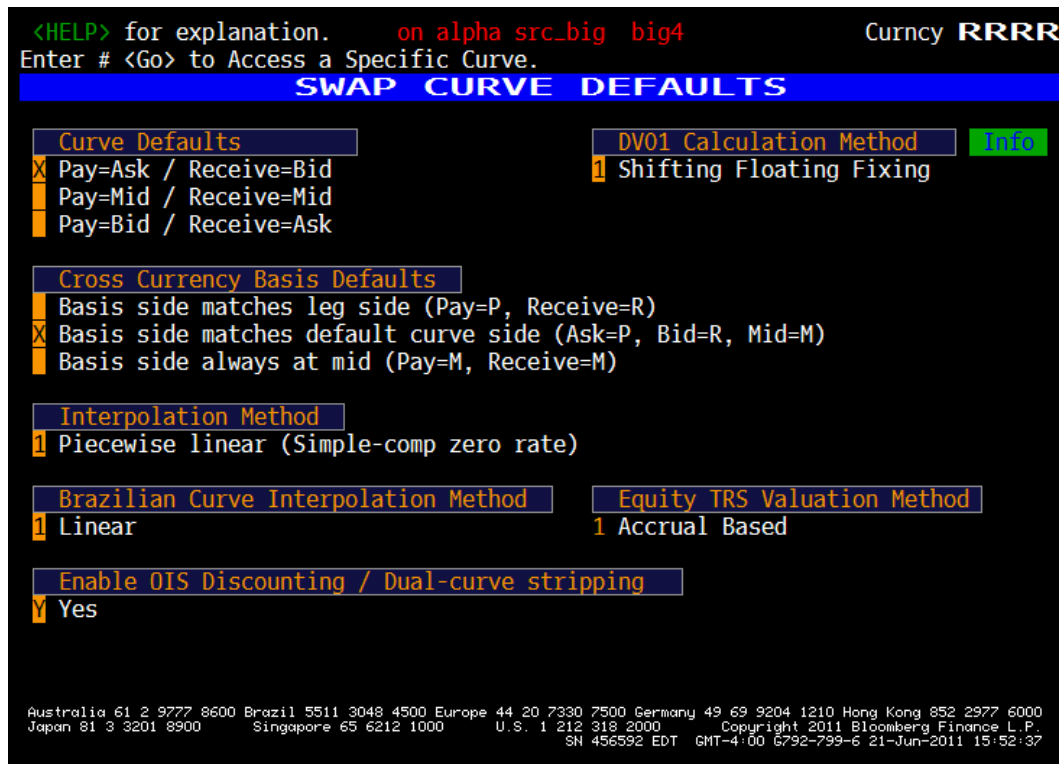 <HELP> for explanation. on alpha src_big big4 Curncy RRRR
Enter # <Go> to Access a Specific Curve.
SWAP CURVE DEFAULTS
Curve Defaults DV01 Calculation Method Info
X Pay=Ask / Receive=Bid 1 Shifting Floating Fixing
Pay=Mid / Receive=Mid
Pay=Bid / Receive=Ask
Cross Currency Basis Defaults
Basis side matches leg side (Pay=P, Receive=R)
X Basis side matches default curve side (Ask=P, Bid=R, Mid=M)
Basis side always at mid (Pay=M, Receive=M)
Interpolation Method
1 Piecewise linear (Simple-comp zero rate)
Brazilian Curve Interpolation Method Equity TRS Valuation Method
1 Linear 1 Accrual Based
Enable OIS Discounting / Dual-curve stripping
Y Yes
Australia 61 2 9777 8600 Brazil 5511 3048 4500 Europe 44 20 7330 7500 Germany 49 69 9204 1210 Hong Kong 852 2977 6000
Japan 81 3 3201 8900 Singapore 65 6212 1000 U.S. 1 212 318 2000 Copyright 2011 Bloomberg Finance L.P.
SN 456592 EDT GMT-4:00 G792-799-6 21-Jun-2011 15:52:37